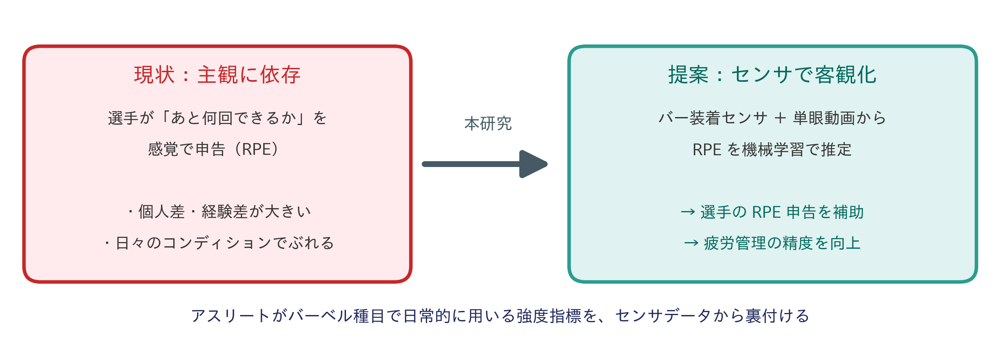 現状：主観に依存
選手が「あと何回できるか」を
感覚で申告（RPE）
・個人差・経験差が大きい
・日々のコンディションでぶれる
本研究
提案：センサで客観化
バー装着センサ ＋ 単眼動画から
RPE を機械学習で推定
→ 選手の RPE 申告を補助
→ 疲労管理の精度を向上
アスリートがバーベル種目で日常的に用いる強度指標を、センサデータから裏付ける